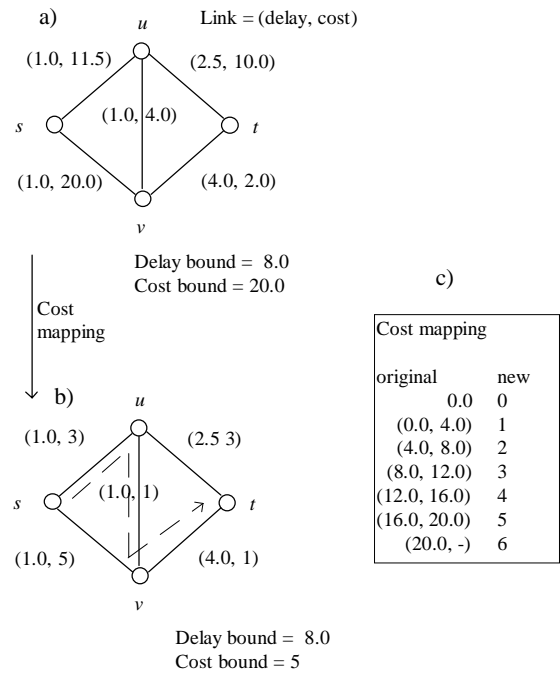 a)
Link = (delay, cost)
u
(1.0, 11.5)
(2.5, 10.0)
s
(1.0, 4.0)
t
(1.0, 20.0)
(4.0, 2.0)
v
Delay bound = 8.0
Cost bound = 20.0
Cost
mapping
b)
u
(1.0, 3)
(2.5 3)
s
(1.0, 1)
t
(1.0, 5)
(4.0, 1)
v
Delay bound = 8.0
Cost bound = 5
c)
Cost mapping
original new
0.0 0
(0.0, 4.0) 1
(4.0, 8.0) 2
(8.0, 12.0) 3
(12.0, 16.0) 4
(16.0, 20.0) 5
(20.0, -) 6